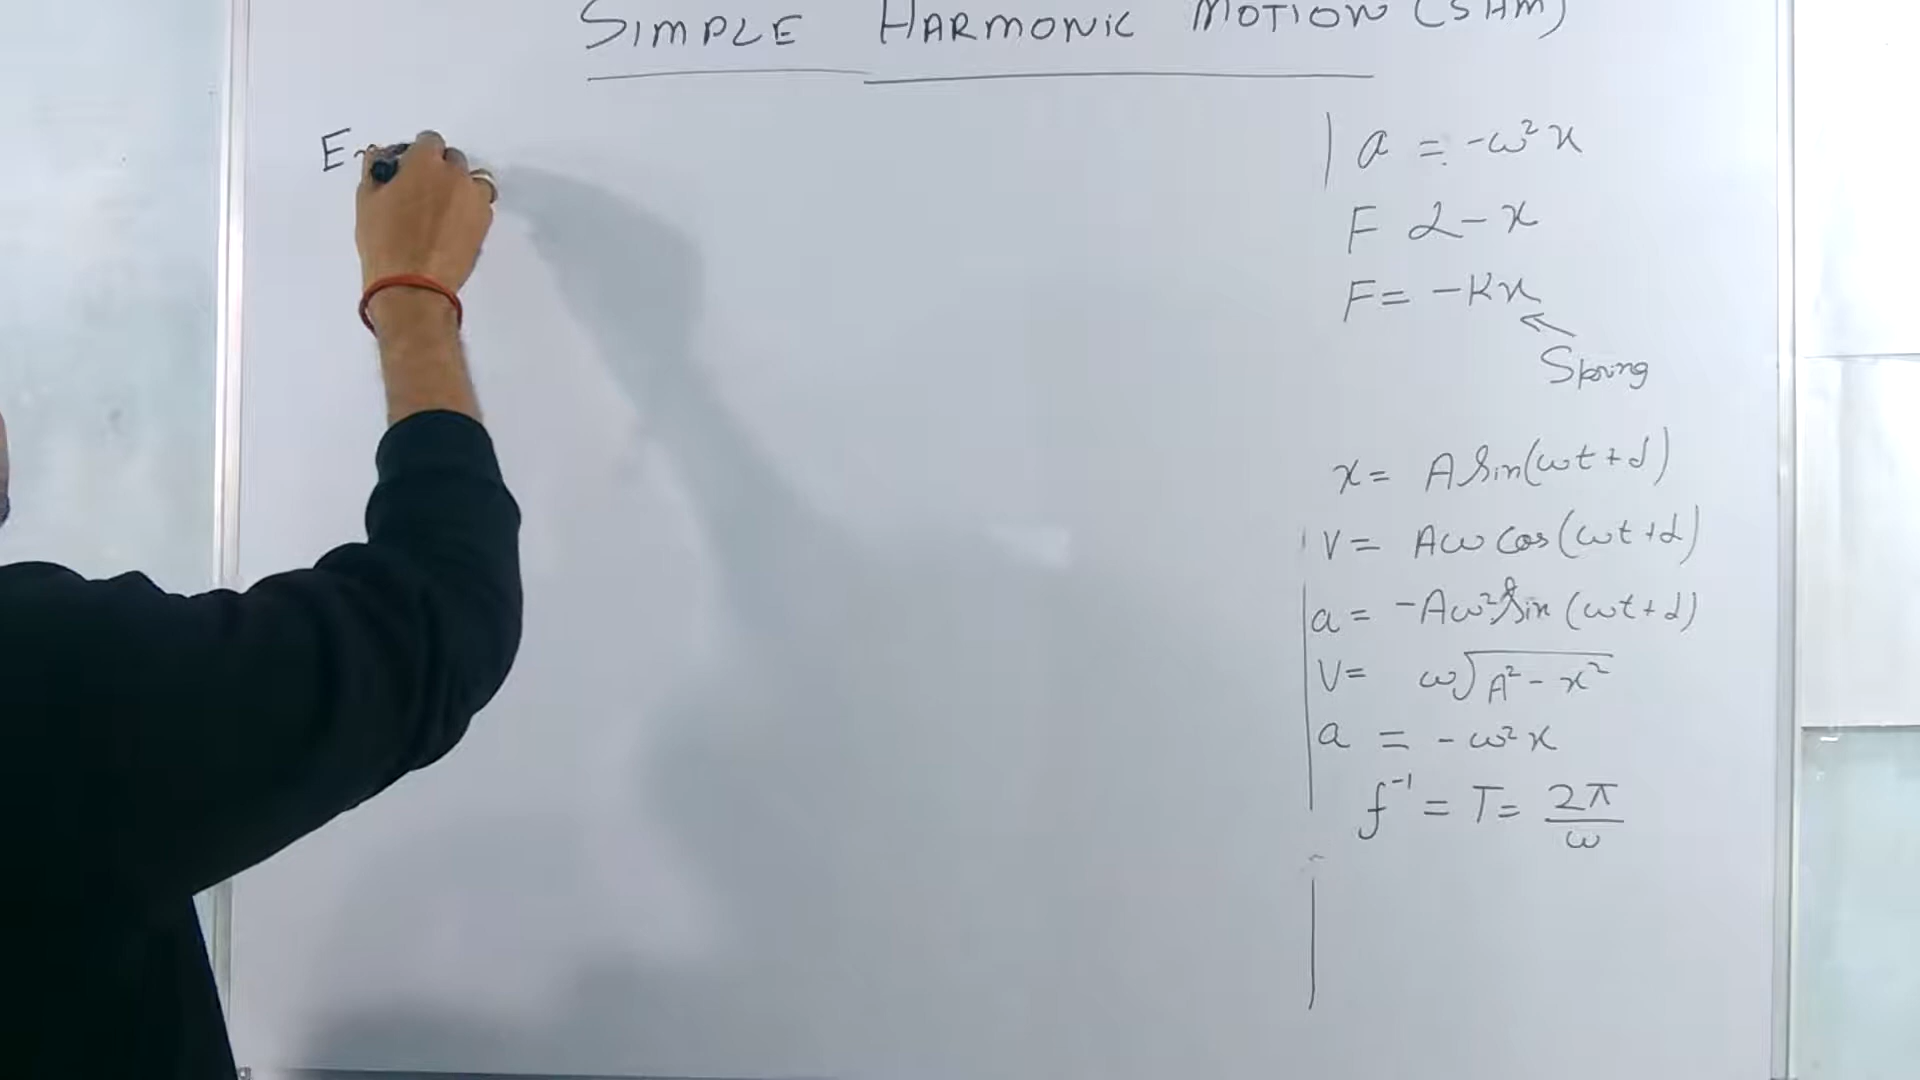 SIMPLE HARMONIC MOTION (SHM)
a = -ω²x
F α - x
F = -Kx
Spring
x = A Sin(ωt + α)
V = Aω Cos(ωt + α)
a = -Aω² Sin (ωt + α)
V = ω√A² - x²
a = - ω²x
f⁻¹ = T = 2π/ω